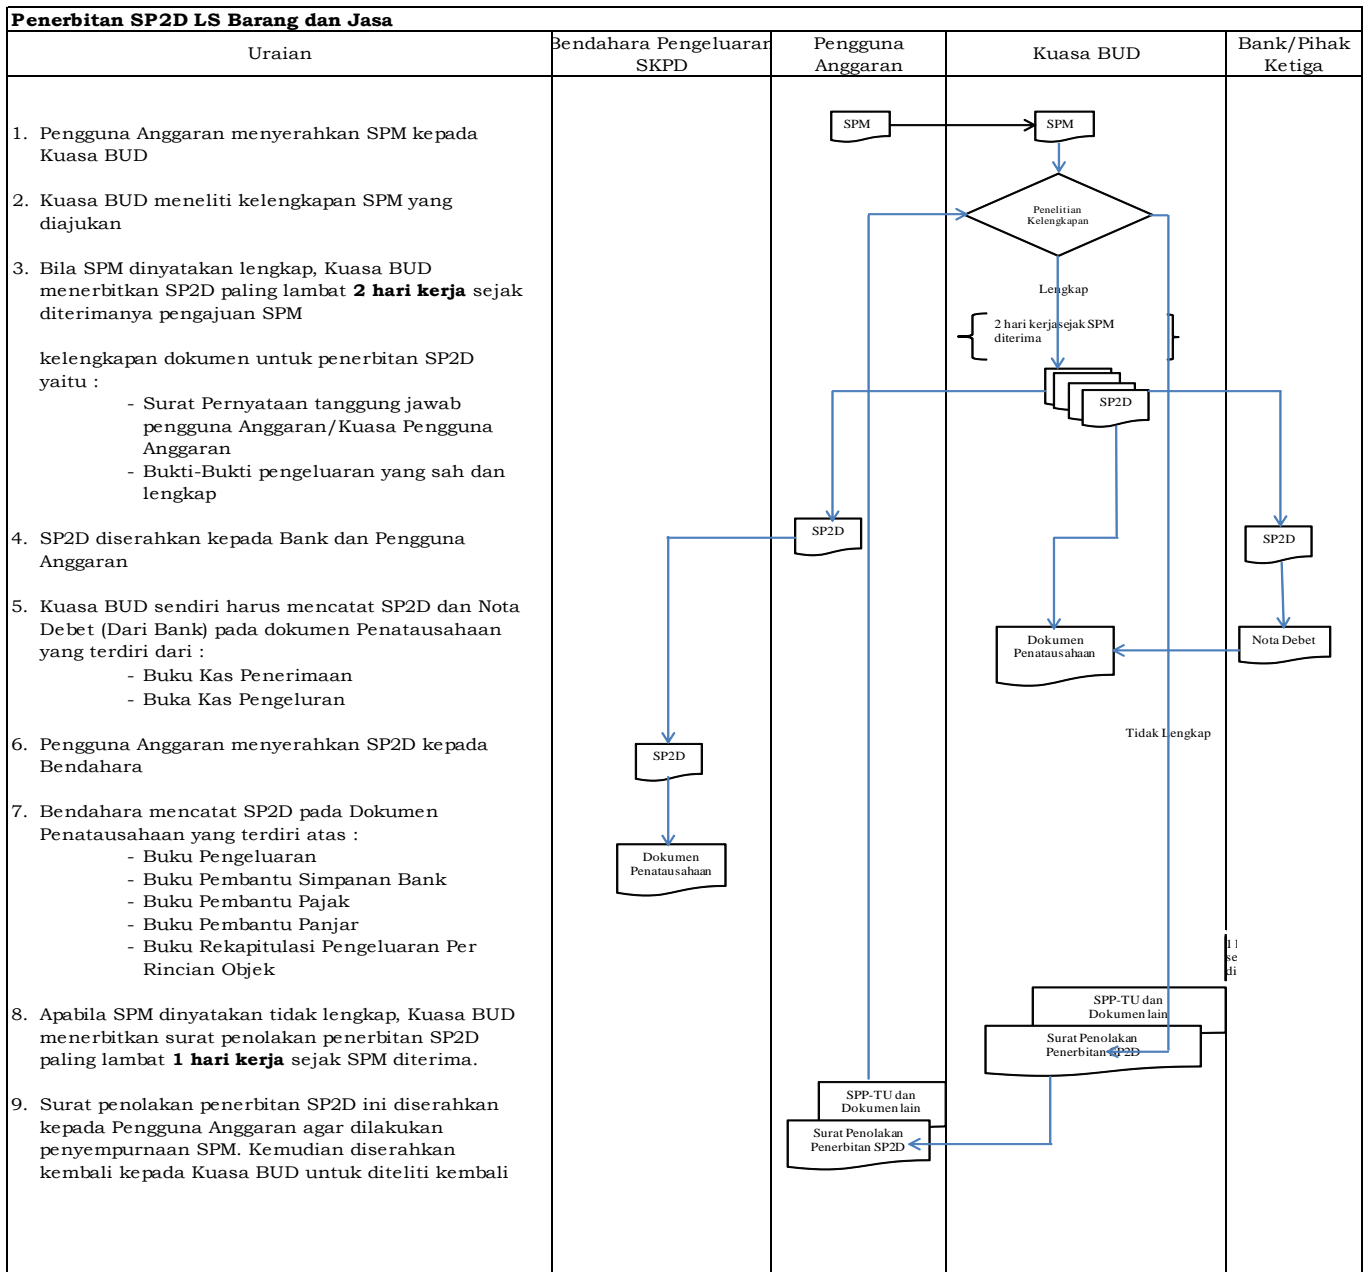 Penerbitan SP2D LS Barang dan Jasa
Uraian
Bendahara Pengeluaran
SKPD
Pengguna
Anggaran
Kuasa BUD
Bank/Pihak
Ketiga
1. Pengguna Anggaran menyerahkan SPM kepada
Kuasa BUD
2. Kuasa BUD meneliti kelengkapan SPM yang
diajukan
3. Bila SPM dinyatakan lengkap, Kuasa BUD
menerbitkan SP2D paling lambat 2 hari kerja sejak
diterimanya pengajuan SPM
kelengkapan dokumen untuk penerbitan SP2D
yaitu :
- Surat Pernyataan tanggung jawab
pengguna Anggaran/Kuasa Pengguna
Anggaran
- Bukti-Bukti pengeluaran yang sah dan
lengkap
4. SP2D diserahkan kepada Bank dan Pengguna
Anggaran
5. Kuasa BUD sendiri harus mencatat SP2D dan Nota
Debet (Dari Bank) pada dokumen Penatausahaan
yang terdiri dari :
- Buku Kas Penerimaan
- Buka Kas Pengeluran
6. Pengguna Anggaran menyerahkan SP2D kepada
Bendahara
7. Bendahara mencatat SP2D pada Dokumen
Penatausahaan yang terdiri atas :
- Buku Pengeluaran
- Buku Pembantu Simpanan Bank
- Buku Pembantu Pajak
- Buku Pembantu Panjar
- Buku Rekapitulasi Pengeluaran Per
Rincian Objek
8. Apabila SPM dinyatakan tidak lengkap, Kuasa BUD
menerbitkan surat penolakan penerbitan SP2D
paling lambat 1 hari kerja sejak SPM diterima.
9. Surat penolakan penerbitan SP2D ini diserahkan
kepada Pengguna Anggaran agar dilakukan
penyempurnaan SPM. Kemudian diserahkan
kembali kepada Kuasa BUD untuk diteliti kembali
SPM
SPM
Penelitian
Kelengkapan
Lengkap
2 hari kerja sejak SPM
diterima
SP2D
SP2D
SP2D
Dokumen
Penatausahaan
Nota Debet
Tidak Lengkap
SP2D
Dokumen
Penatausahaan
se
di
SPP-TU dan
Dokumen lain
Surat Penolakan
Penerbitan SP2D
SPP-TU dan
Dokumen lain
Surat Penolakan
Penerbitan SP2D